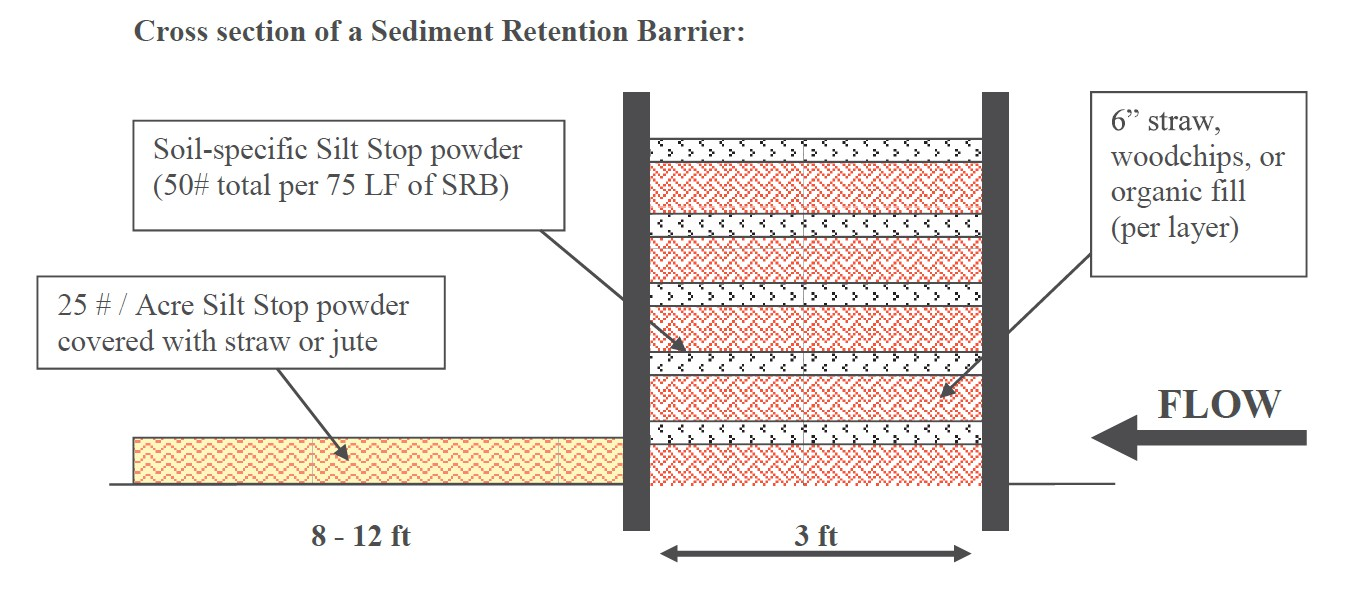 Cross section of a Sediment Retention Barrier:
Soil-specific Silt Stop powder
(50# total per 75 LF of SRB)
6” straw,
woodchips, or
organic fill
(per layer)
25 # / Acre Silt Stop powder
covered with straw or jute
FLOW
8 - 12 ft
3 ft